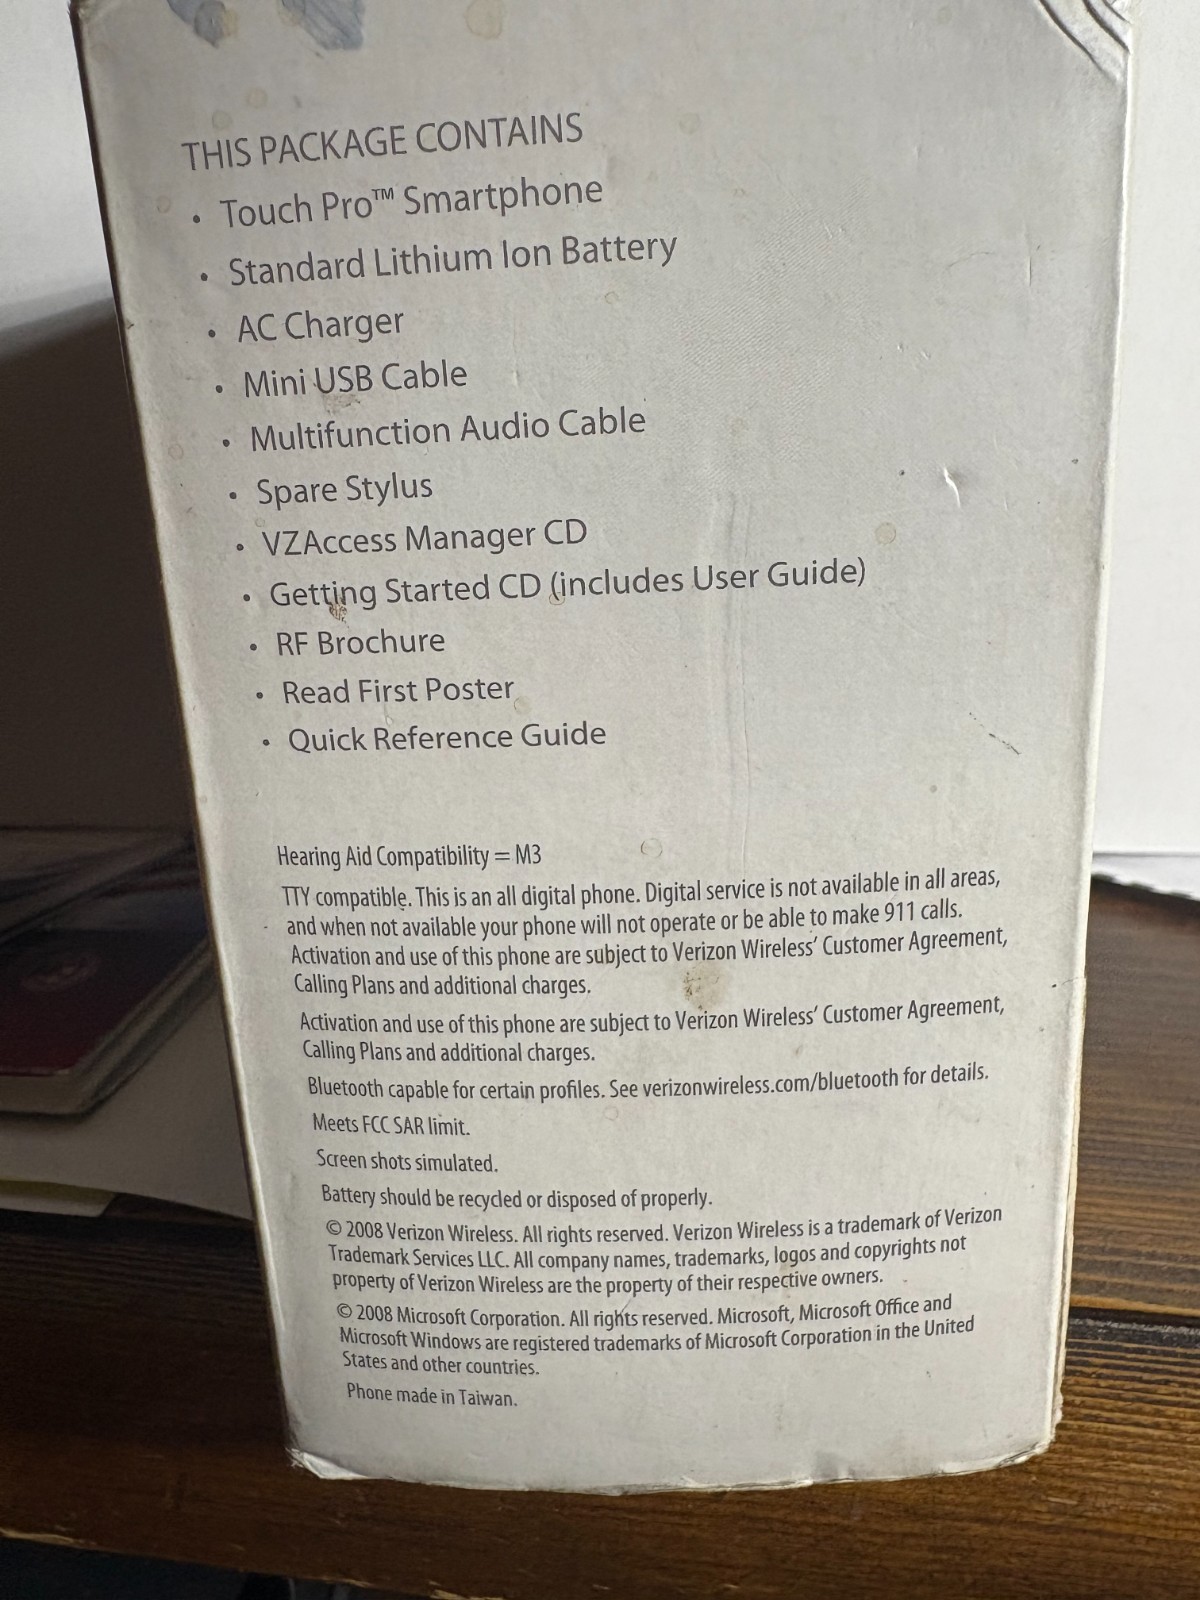 THIS PACKAGE CONTAINS
• Touch Pro™ Smartphone
• Standard Lithium Ion Battery
• AC Charger
• Mini USB Cable
• Multifunction Audio Cable
• Spare Stylus
• VZAccess Manager CD
• Getting Started CD (includes User Guide)
• RF Brochure
• Read First Poster
• Quick Reference Guide
Hearing Aid Compatibility = M3
TTY compatible. This is an all digital phone. Digital service is not available in all areas,
and when not available your phone will not operate or be able to make 911 calls.
Activation and use of this phone are subject to Verizon Wireless’ Customer Agreement,
Calling Plans and additional charges.
Activation and use of this phone are subject to Verizon Wireless’ Customer Agreement,
Calling Plans and additional charges.
Bluetooth capable for certain profiles. See verizonwireless.com/bluetooth for details.
Meets FCC SAR limit.
Screen shots simulated.
Battery should be recycled or disposed of properly.
© 2008 Verizon Wireless. All rights reserved. Verizon Wireless is a trademark of Verizon
Trademark Services LLC. All company names, trademarks, logos and copyrights not
property of Verizon Wireless are the property of their respective owners.
© 2008 Microsoft Corporation. All rights reserved. Microsoft, Microsoft Office and
Microsoft Windows are registered trademarks of Microsoft Corporation in the United
States and other countries.
Phone made in Taiwan.